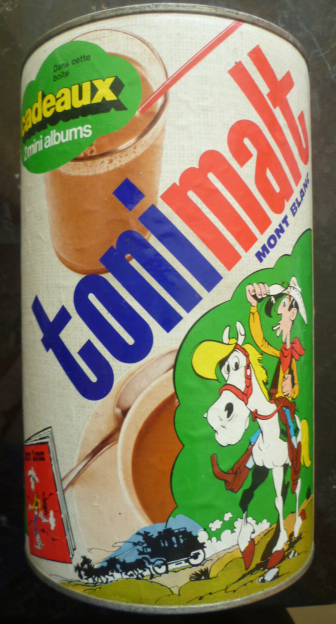 Dans cette
boîte
cadeaux
mini albums
tonimalt
MONT BLANC